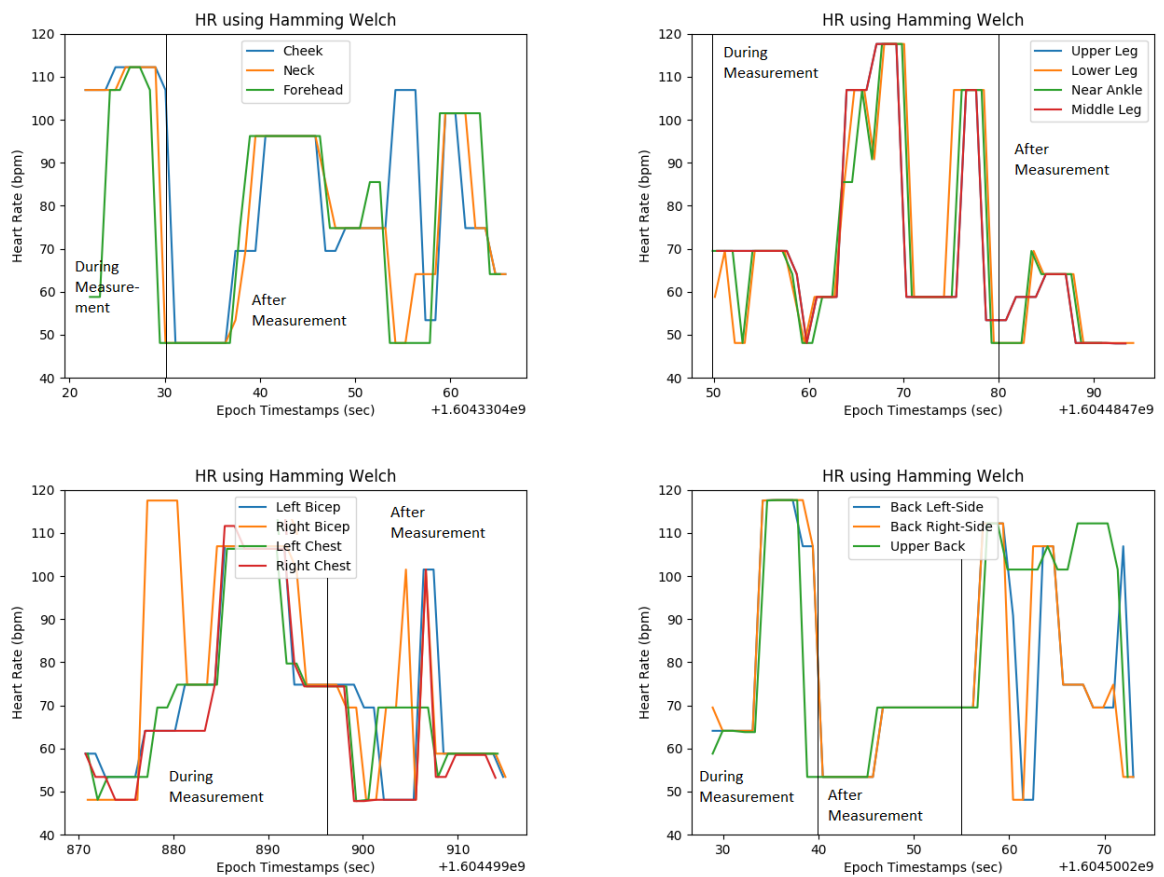 HR using Hamming Welch
120
110
100
90
80
70
60
50
40
Heart Rate (bpm)
Cheek
Neck
Forehead
During
Measure-
ment
After
Measurement
20
30
40
50
60
Epoch Timestamps (sec)
+1.6043304e9
HR using Hamming Welch
120
110
100
90
80
70
60
50
40
Heart Rate (bpm)
During
Measurement
Upper Leg
Lower Leg
Near Ankle
Middle Leg
After
Measurement
50
60
70
80
90
Epoch Timestamps (sec)
+1.6044847e9
HR using Hamming Welch
120
110
100
90
80
70
60
50
40
Heart Rate (bpm)
Left Bicep
Right Bicep
Left Chest
Right Chest
After
Measurement
During
Measurement
870
880
890
900
910
Epoch Timestamps (sec)
+1.604499e9
HR using Hamming Welch
120
110
100
90
80
70
60
50
40
Heart Rate (bpm)
Back Left-Side
Back Right-Side
Upper Back
During
Measurement
After
Measurement
30
40
50
60
70
Epoch Timestamps (sec)
+1.6045002e9